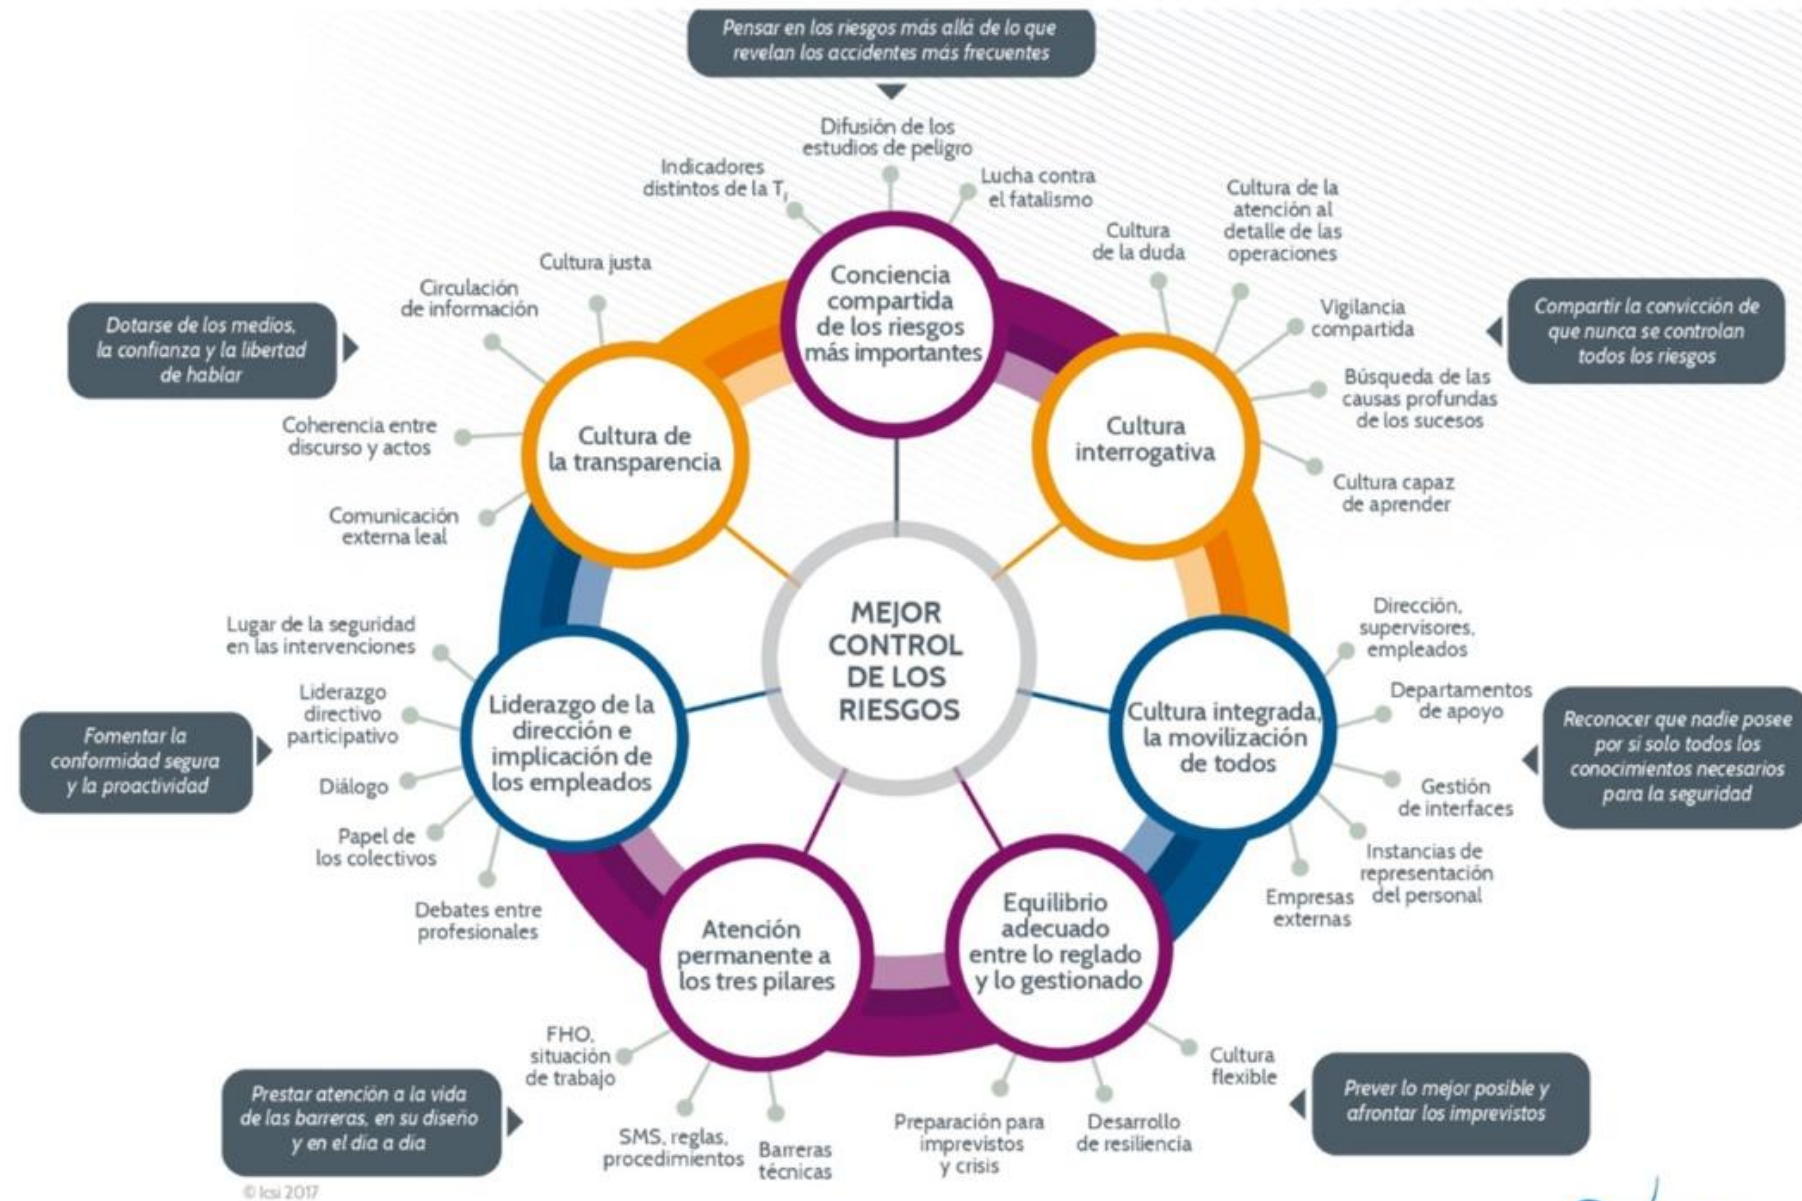 Pensar en los riesgos más allá de lo que
revelan los accidentes más frecuentes
Difusión de los
estudios de peligro
Indicadores
distintos de la Tf
Lucha contra
el fatalismo
Conciencia
compartida
de los riesgos
más importantes
Cultura
de la duda
Cultura de la
atención al
detalle de las
operaciones
Vigilancia
compartida
Búsqueda de las
causas profundas
de los sucesos
Cultura capaz
de aprender
Cultura
interrogativa
Compartir la convicción de
que nunca se controlan
todos los riesgos
Cultura justa
Circulación
de información
Coherencia entre
discurso y actos
Comunicación
externa leal
Cultura de
la transparencia
Dotarse de los medios,
la confianza y la libertad
de hablar
MEJOR
CONTROL
DE LOS
RIESGOS
Dirección,
supervisores,
empleados
Departamentos
de apoyo
Gestión
de interfaces
Instancias de
representación
del personal
Empresas
externas
Cultura integrada,
la movilización
de todos
Reconocer que nadie posee
por si solo todos los
conocimientos necesarios
para la seguridad
Lugar de la seguridad
en las intervenciones
Liderazgo
directivo
participativo
Diálogo
Papel de
los colectivos
Debates entre
profesionales
Liderazgo de la
dirección e
implicación de
los empleados
Fomentar la
conformidad segura
y la proactividad
Atención
permanente a
los tres pilares
FHO,
situación
de trabajo
SMS, reglas,
procedimientos
Barreras
técnicas
Prestar atención a la vida
de las barreras, en su diseño
y en el dia a dia
Equilibrio
adecuado
entre lo reglado
y lo gestionado
Preparación para
imprevistos
y crisis
Desarrollo
de resiliencia
Cultura
flexible
Prever lo mejor posible y
afrontar los imprevistos
© Icsi 2017